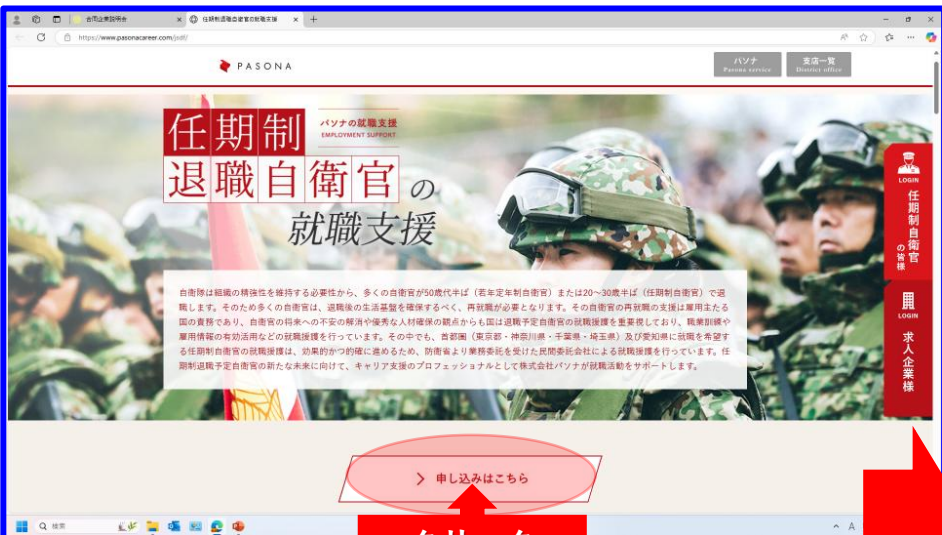 合同企業説明会
任期制退職自衛官の就職支援
https://www.pasonacareer.com/jsdf/
PASONA
パソナ
Pasona service
支店一覧
District office
任期制
パソナの就職支援
EMPLOYMENT SUPPORT
退職自衛官の
就職支援
自衛隊は組織の精強性を維持する必要性から、多くの自衛官が50歳代半ば（若年定年制自衛官）または20～30歳半ば（任期制自衛官）で退
職します。そのため多くの自衛官は、退職後の生活基盤を確保するべく、再就職が必要となります。その自衛官の再就職の支援は雇用主たる
国の責務であり、自衛官の将来への不安の解消や優秀な人材確保の観点からも国は退職予定自衛官の就職援護を重要視しており、職業訓練や
雇用情報の有効活用などの就職援護を行っています。その中でも、首都圏（東京都・神奈川県・千葉県・埼玉県）及び愛知県に就職を希望す
る任期制自衛官の就職援護は、効果的かつ的確に進めるため、防衛省より業務委託を受けた民間委託会社による就職援護を行っています。任
期制退職予定自衛官の新たな未来に向けて、キャリア支援のプロフェッショナルとして株式会社パソナが就職活動をサポートします。
LOGIN
任期制自衛官
の皆様
LOGIN
求人企業様
申し込みはこちら
検索
A